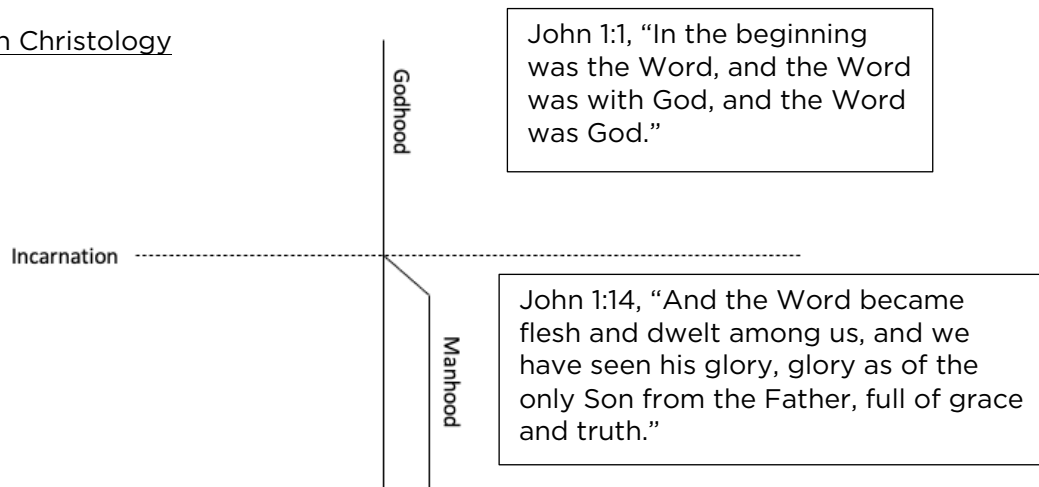 n Christology
John 1:1, “In the beginning
was the Word, and the Word
was with God, and the Word
was God.”
Godhood
Incarnation
John 1:14, “And the Word became
flesh and dwelt among us, and we
have seen his glory, glory as of the
only Son from the Father, full of grace
and truth.”
Manhood